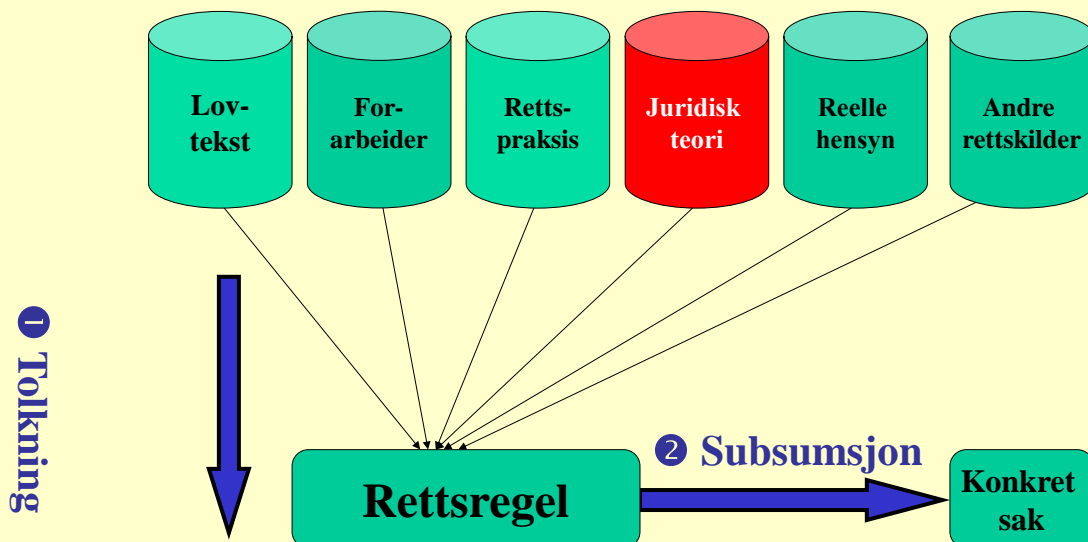 Lov-
tekst
For-
arbeider
Retts-
praksis
Juridisk
teori
Reelle
hensyn
Andre
rettskilder
❶ Tolkning
❷ Subsumsjon
Rettsregel
Konkret
sak